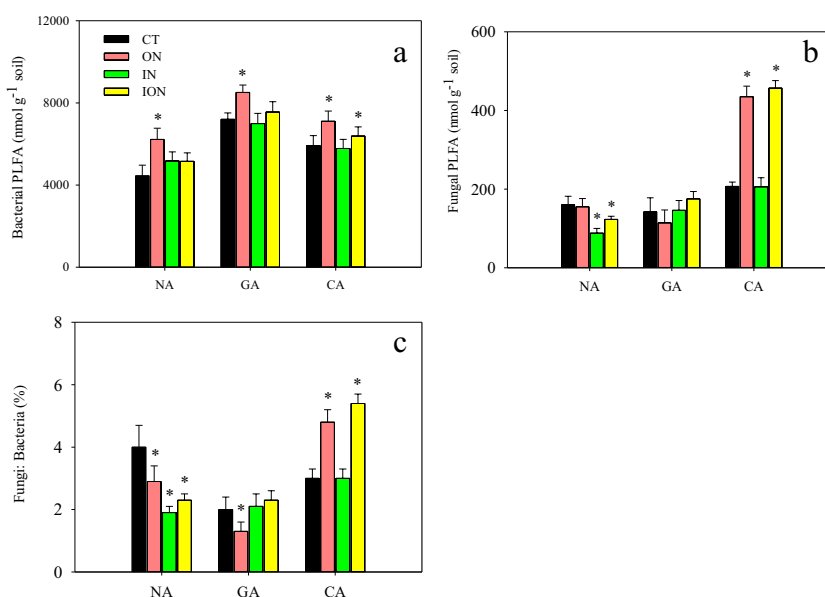 a
12000
8000
4000
0
Bacterial PLFA (nmol g⁻¹ soil)
CT
ON
IN
ION
*
*
*
*
NA
GA
CA
b
600
400
200
0
Fungal PLFA (nmol g⁻¹ soil)
*
*
*
*
NA
GA
CA
c
8
6
4
2
0
Fungi: Bacteria (%)
*
*
*
*
*
*
NA
GA
CA